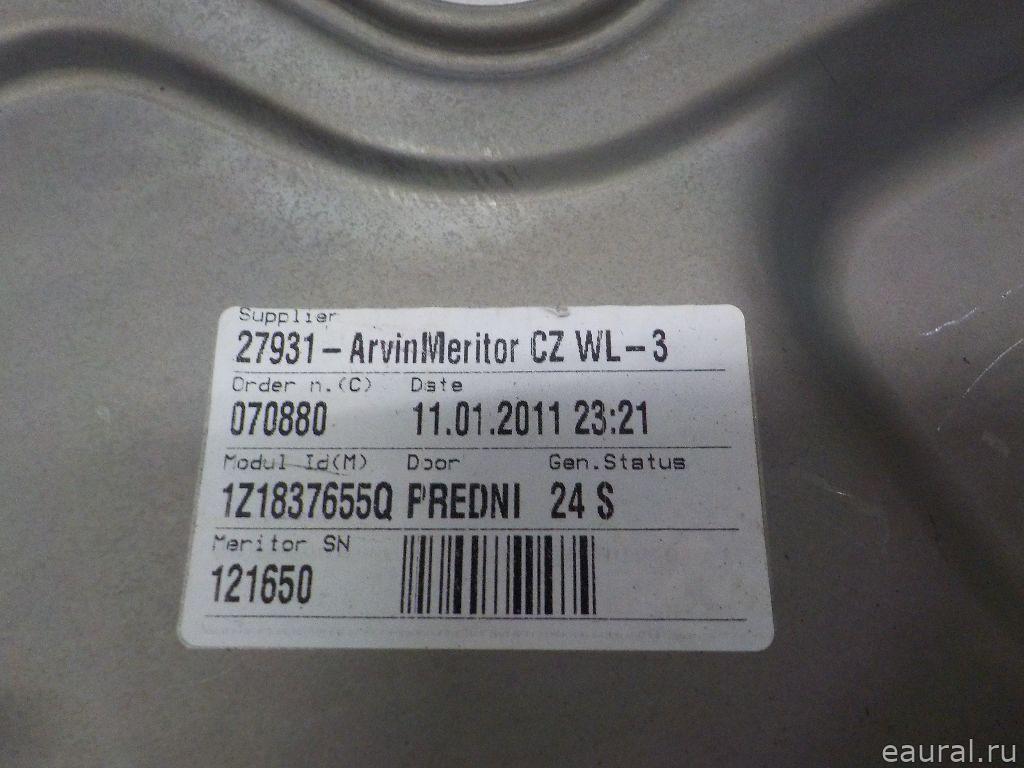 Supplier
27931-ArvinMeritor CZ WL-3
Order n.(C) Date
070880 11.01.2011 23:21
Modul Id(M) Door Gen.Status
1Z1837655Q PREDNI 24 S
Meritor SN
121650
eaural.ru